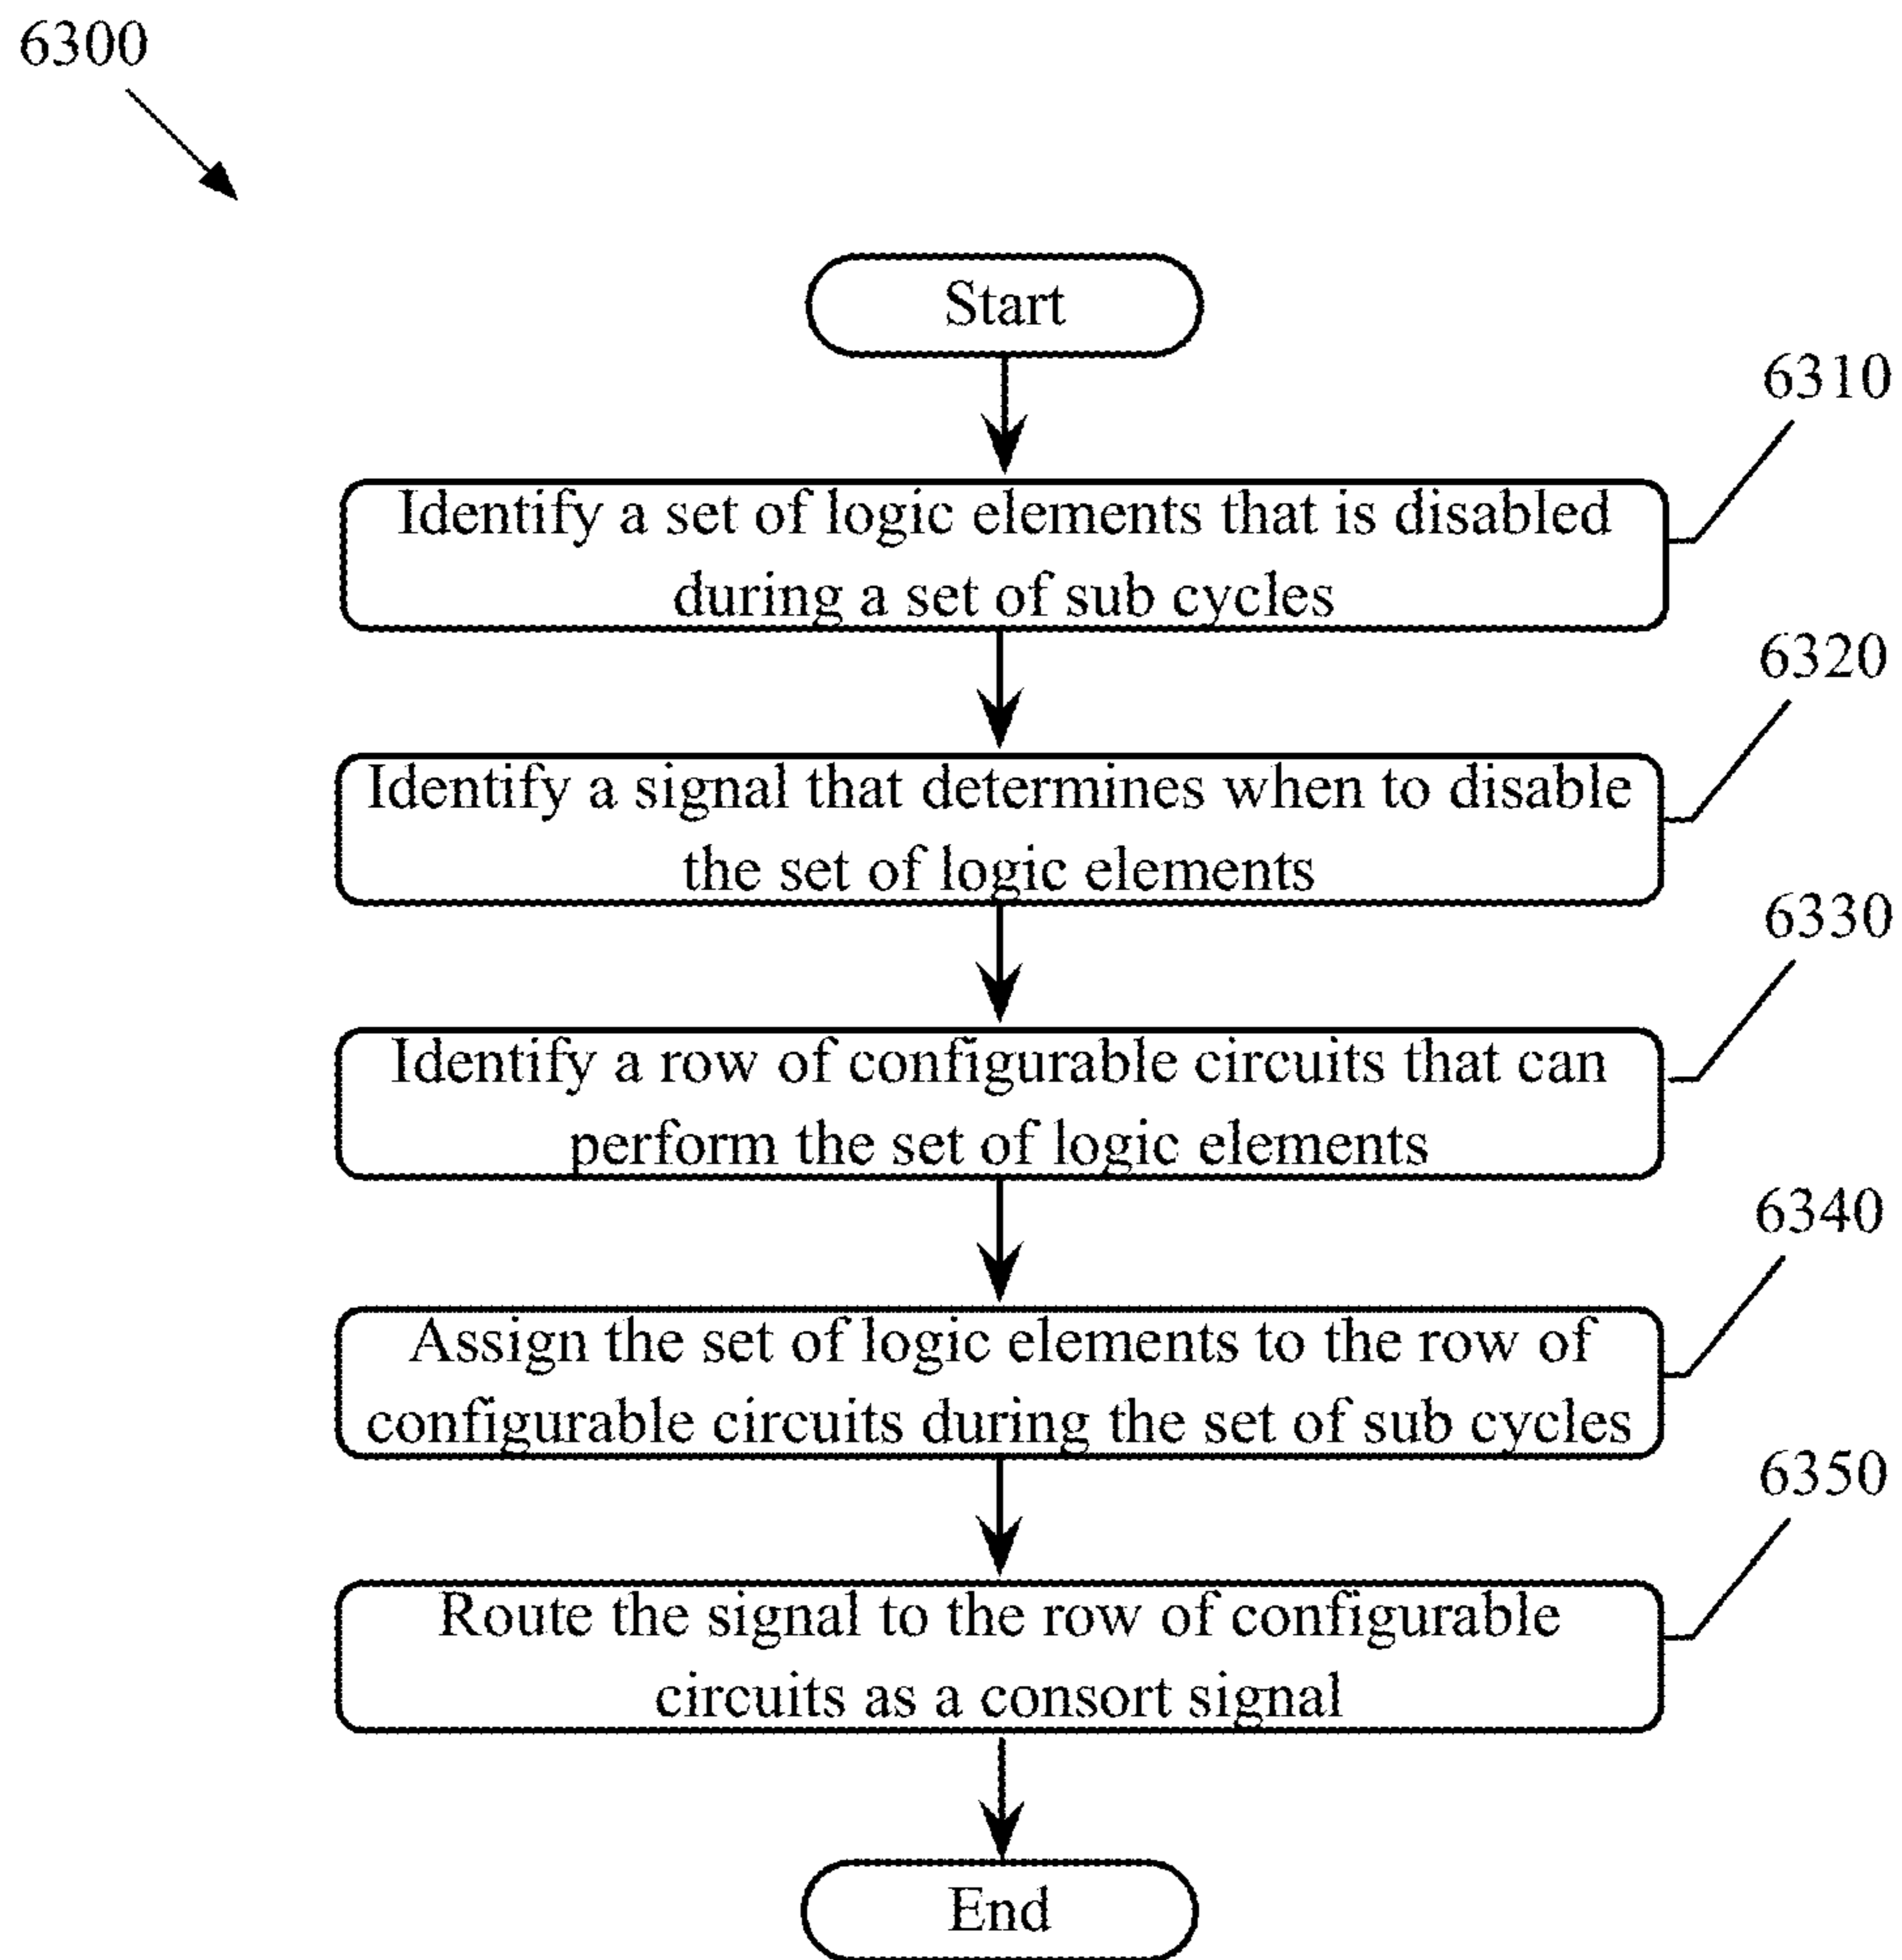 6300
Start
6310
Identify a set of logic elements that is disabled
during a set of sub cycles
6320
Identify a signal that determines when to disable
the set of logic elements
6330
Identify a row of configurable circuits that can
perform the set of logic elements
6340
Assign the set of logic elements to the row of
configurable circuits during the set of sub cycles
6350
Route the signal to the row of configurable
circuits as a consort signal
End